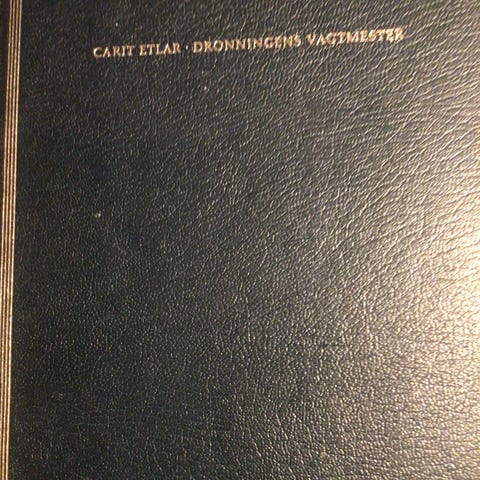 CARIT ETLAR · DRONNINGENS VAGTMESTER